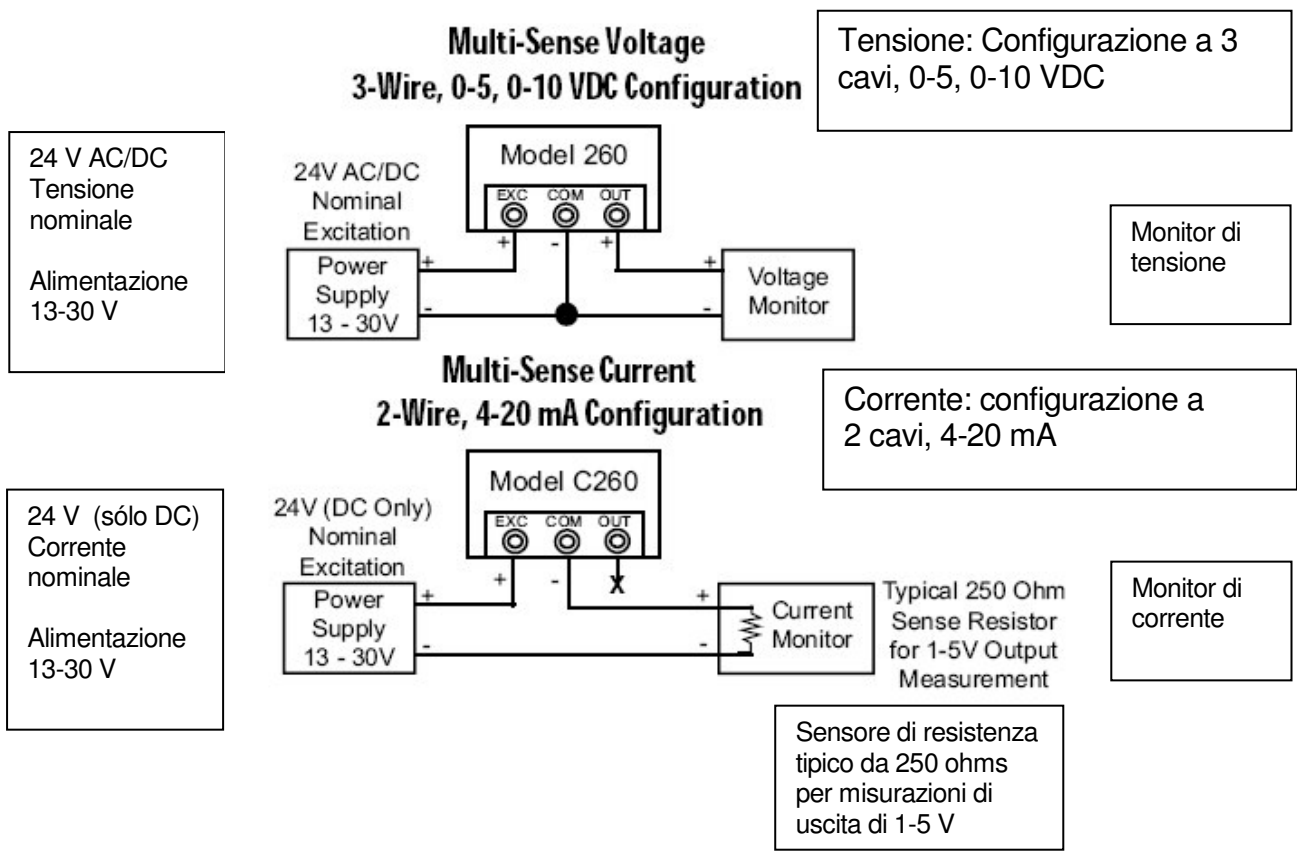 Multi-Sense Voltage
3-Wire, 0-5, 0-10 VDC Configuration
Tensione: Configurazione a 3
cavi, 0-5, 0-10 VDC
24 V AC/DC
Tensione
nominale
Alimentazione
13-30 V
24V AC/DC
Nominal
Excitation
Power
Supply
13 - 30V
+
-
Model 260
EXC COM OUT
+ - +
+
-
Voltage
Monitor
Monitor di
tensione
Multi-Sense Current
2-Wire, 4-20 mA Configuration
Corrente: configurazione a
2 cavi, 4-20 mA
24 V (sólo DC)
Corrente
nominale
Alimentazione
13-30 V
24V (DC Only)
Nominal
Excitation
Power
Supply
13 - 30V
+
-
Model C260
EXC COM OUT
+ - X
+
-
Current
Monitor
Typical 250 Ohm
Sense Resistor
for 1-5V Output
Measurement
Monitor di
corrente
Sensore di resistenza
tipico da 250 ohms
per misurazioni di
uscita di 1-5 V